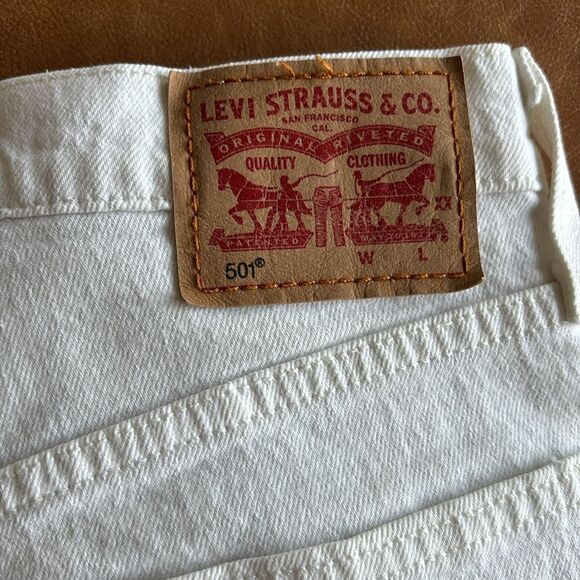 LEVI STRAUSS & CO.
SAN FRANCISCO
CAL.
ORIGINAL RIVETED
QUALITY CLOTHING
XX
PATENTED
501®
W L